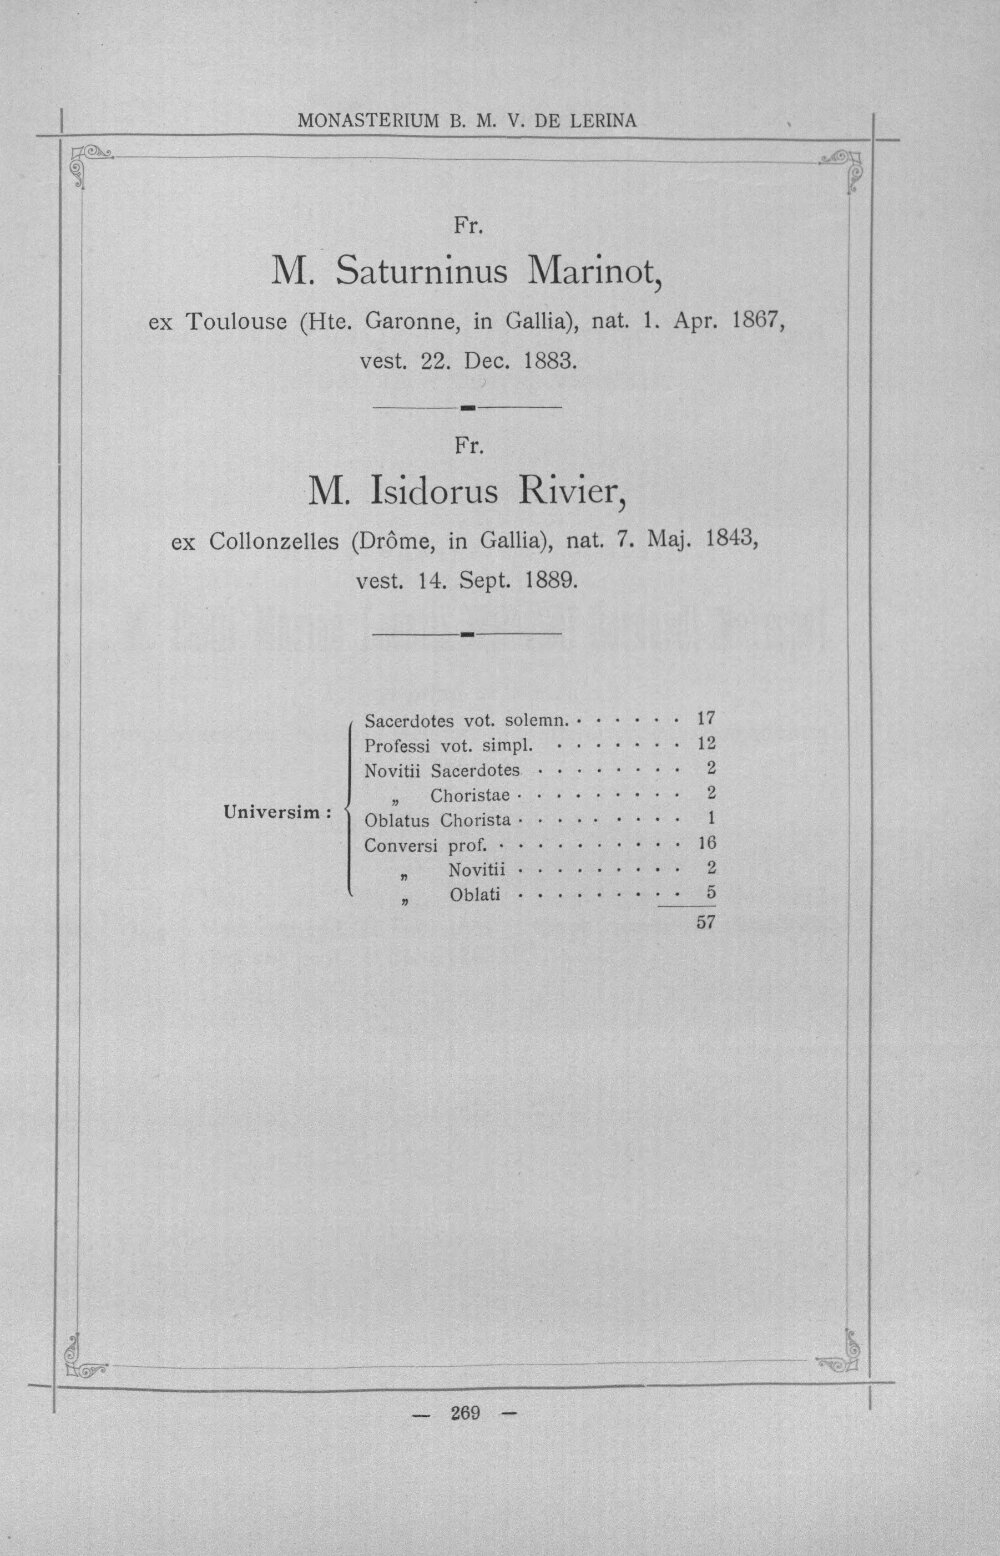 MONASTERIUM B. M. V. DE LERINA
Fr.
M. Saturninus Marinot,
ex Toulouse (Hte. Garonne, in Gallia), nat. 1. Apr. 1867,
vest. 22. Dec. 1883.
Fr.
M. Isidorus Rivier,
ex Collonzelles (Drôme, in Gallia), nat. 7. Maj. 1843,
vest. 14. Sept. 1889.
Universim :
Sacerdotes vot. solemn. . . . . . . 17
Professi vot. simpl. . . . . . . . 12
Novitii Sacerdotes . . . . . . . . 2
„ Choristae . . . . . . . . . 2
Oblatus Chorista . . . . . . . . . 1
Conversi prof. . . . . . . . . . . 16
„ Novitii . . . . . . . . . 2
„ Oblati . . . . . . . . . 5
57
— 269 —